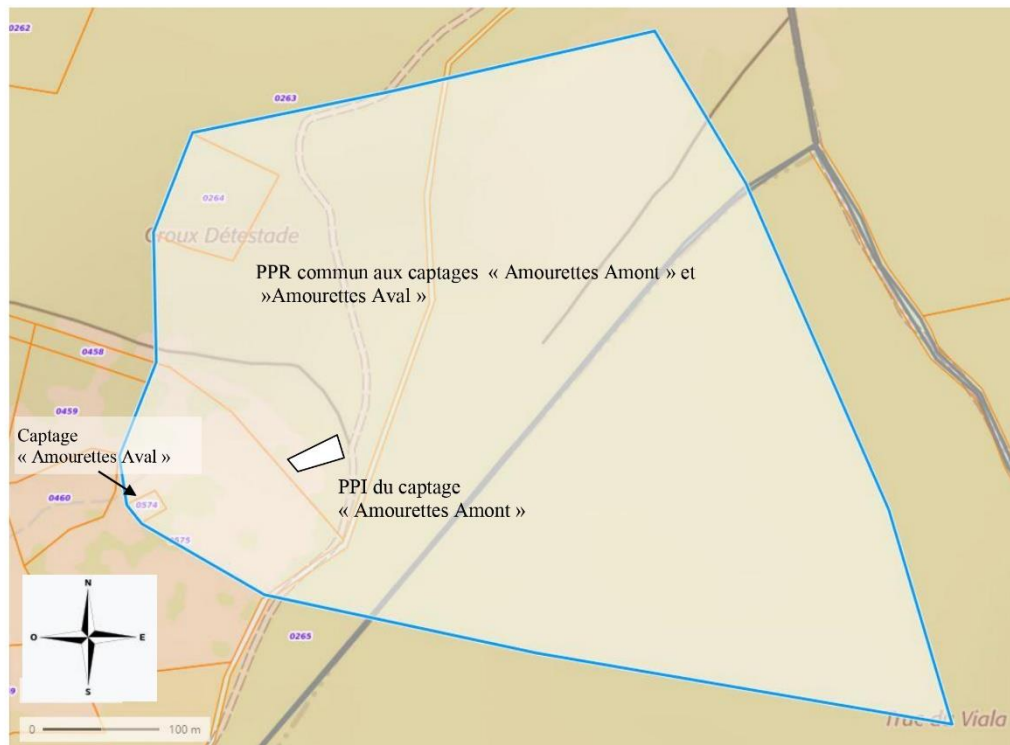 0262
0263
0264
Croux Détestade
PPR commun aux captages « Amourettes Amont » et
»Amourettes Aval »
0458
0459
Captage
« Amourettes Aval »
0460
0574
PPI du captage
« Amourettes Amont »
0575
N
O
E
S
0265
0
100 m
Truc du Viala